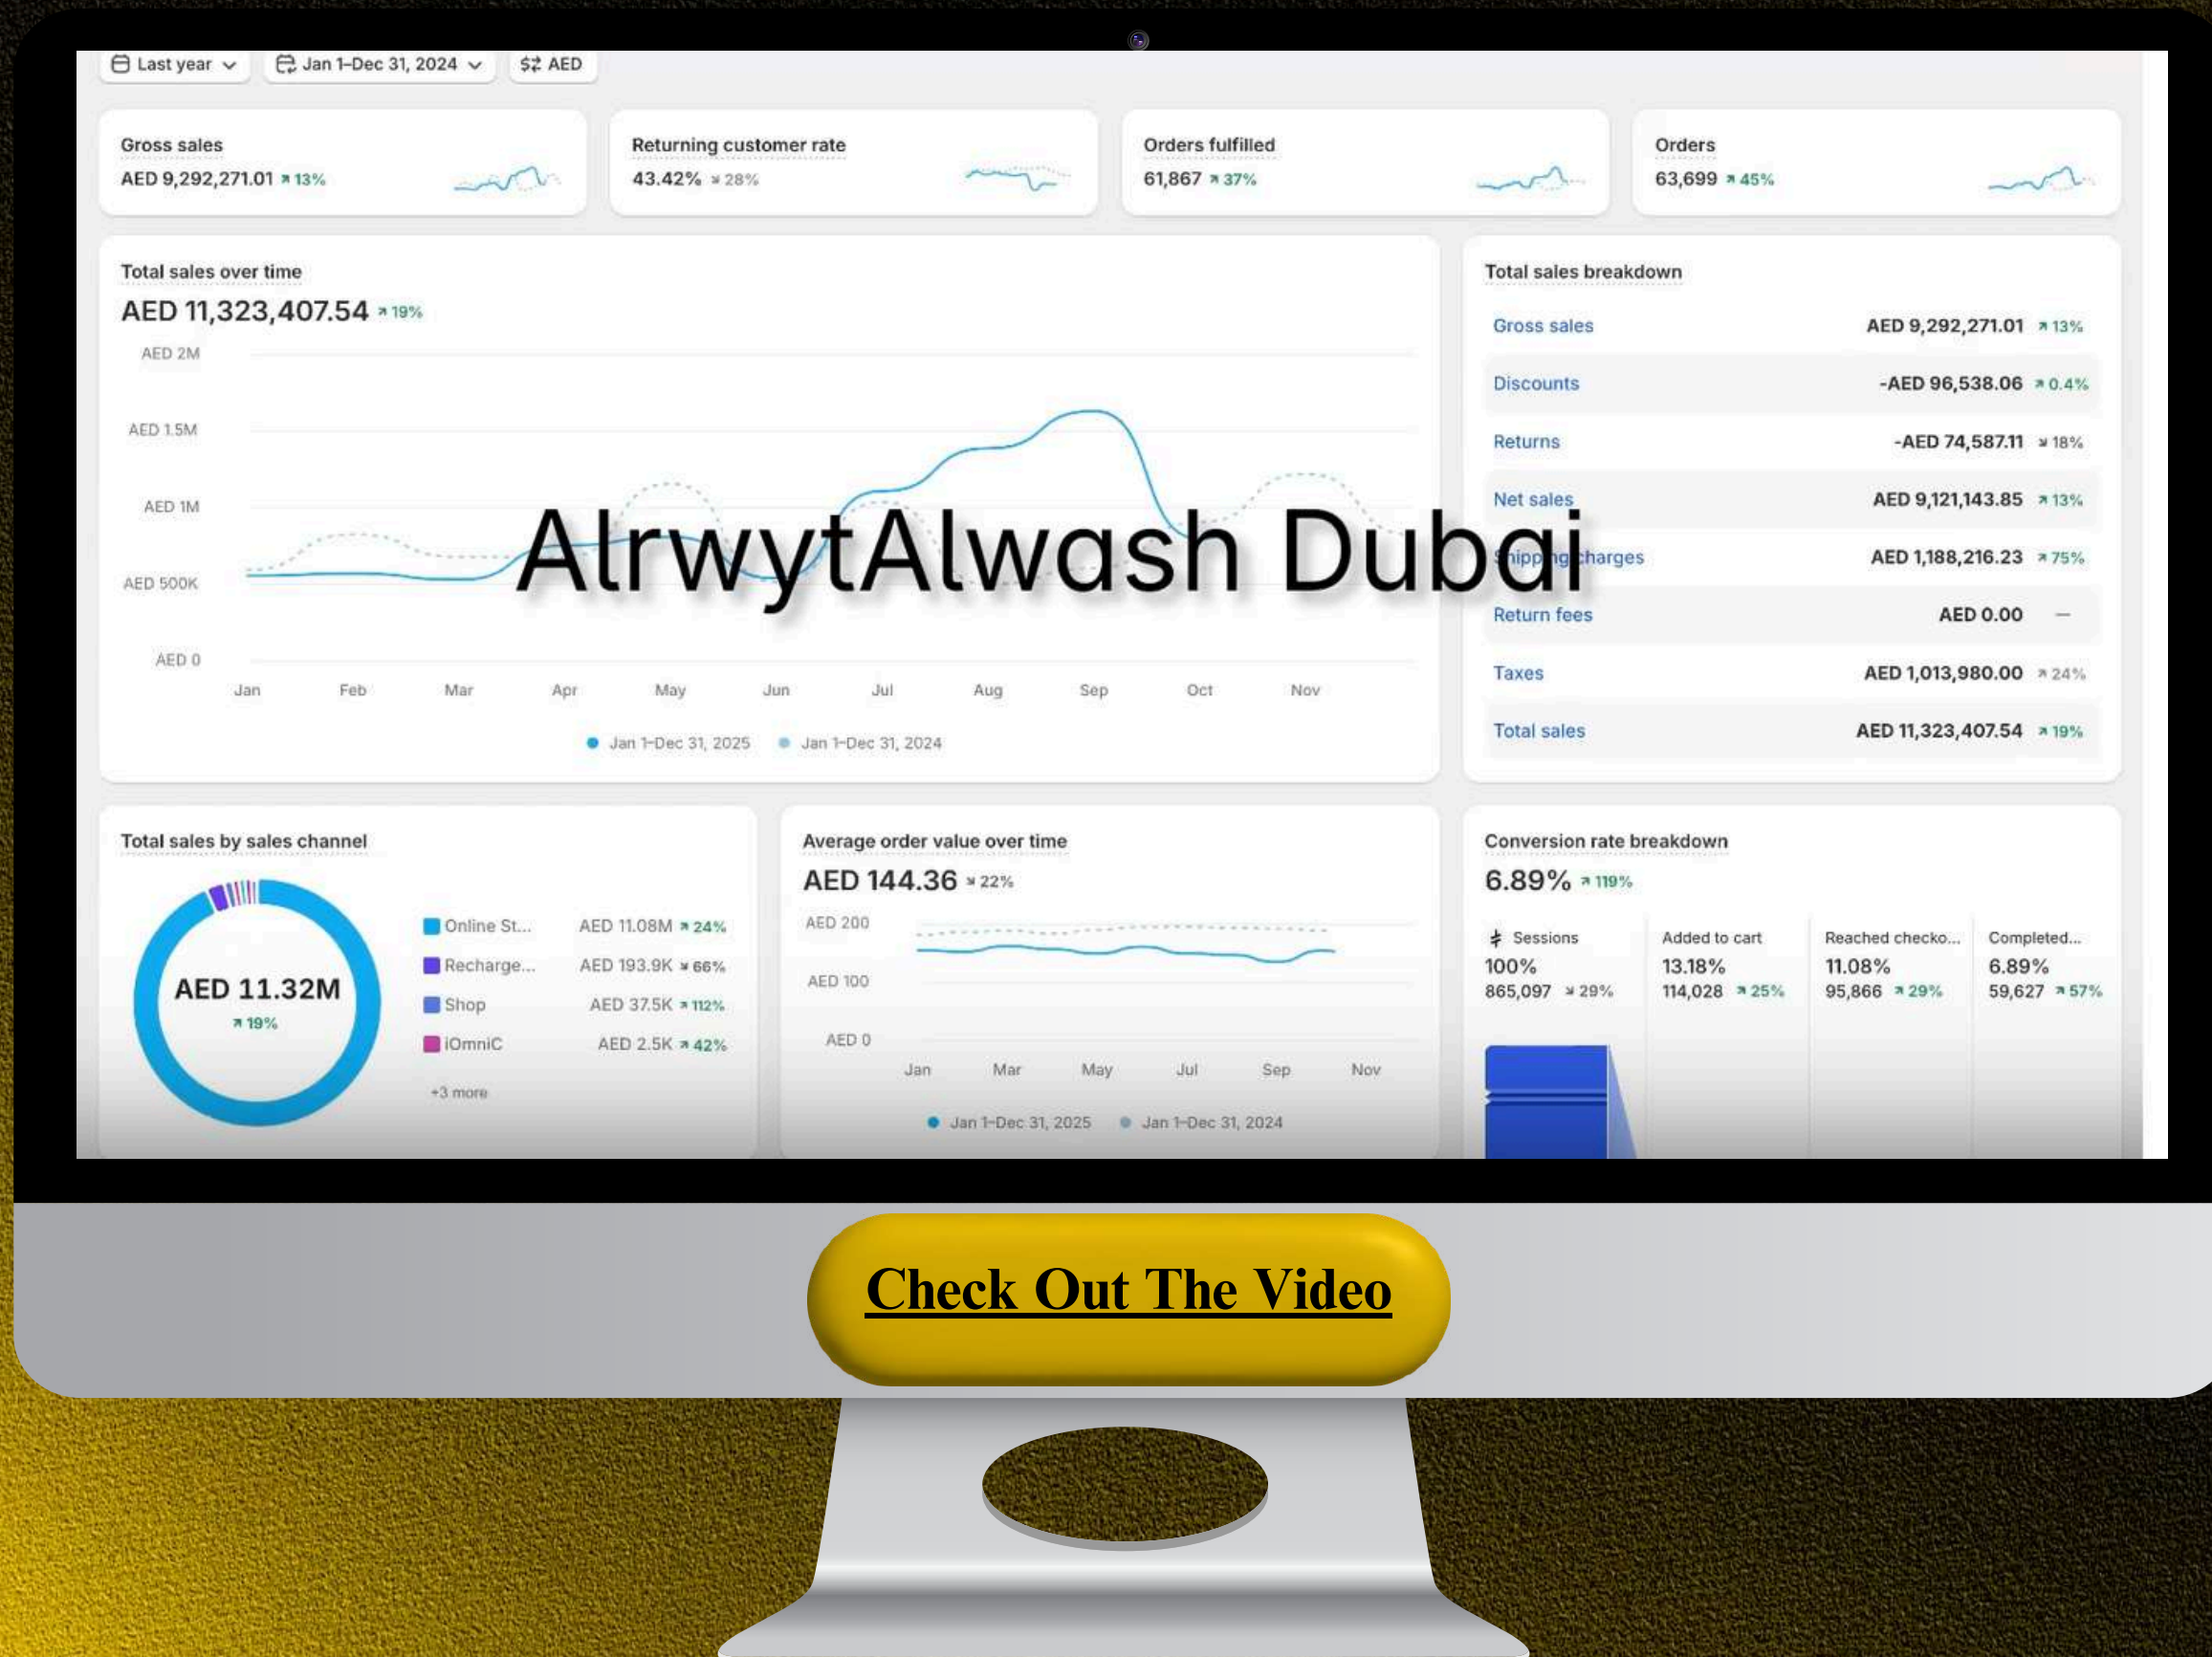 Last year Jan 1–Dec 31, 2024 AED
Gross sales
AED 9,292,271.01 13%
Returning customer rate
43.42% 28%
Orders fulfilled
61,867 37%
Orders
63,699 45%
Total sales over time
AED 11,323,407.54 19%
AED 2M
AED 1.5M
AED 1M
AED 500K
AED 0
Jan Feb Mar Apr May Jun Jul Aug Sep Oct Nov
Jan 1–Dec 31, 2025 Jan 1–Dec 31, 2024
AlrwytAlwash Dubai
Total sales breakdown
Gross sales AED 9,292,271.01 13%
Discounts -AED 96,538.06 0.4%
Returns -AED 74,587.11 18%
Net sales AED 9,121,143.85 13%
Shipping charges AED 1,188,216.23 75%
Return fees AED 0.00 —
Taxes AED 1,013,980.00 24%
Total sales AED 11,323,407.54 19%
Total sales by sales channel
AED 11.32M
19%
Online St... AED 11.08M 24%
Recharge... AED 193.9K 66%
Shop AED 37.5K 112%
iOmniC AED 2.5K 42%
+3 more
Average order value over time
AED 144.36 22%
AED 200
AED 100
AED 0
Jan Mar May Jul Sep Nov
Jan 1–Dec 31, 2025 Jan 1–Dec 31, 2024
Conversion rate breakdown
6.89% 119%
Sessions
100%
865,097 29%
Added to cart
13.18%
114,028 25%
Reached checko...
11.08%
95,866 29%
Completed...
6.89%
59,627 57%
Check Out The Video